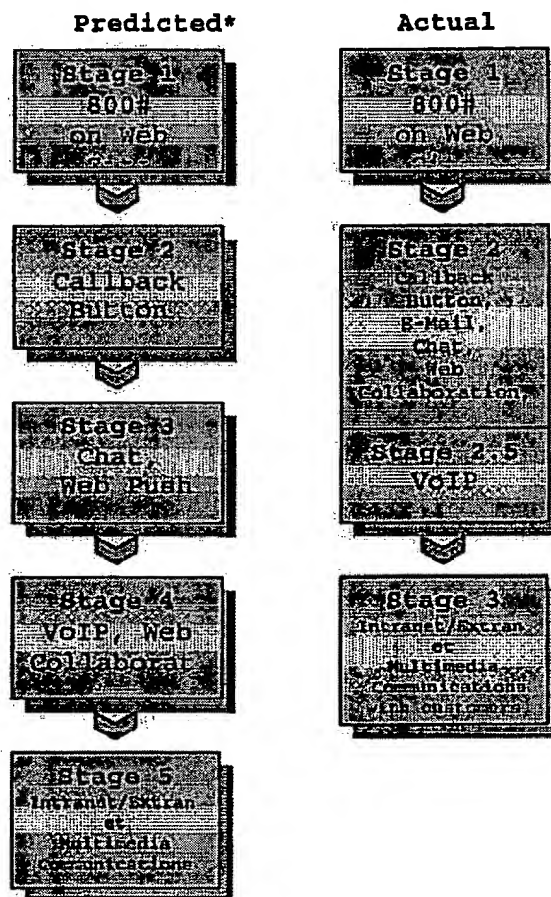 Predicted*
Stage 1
800#
on Web
Stage 2
Callback
Button
Stage 3
Chat,
Web Push
Stage 4
VoIP, Web
Collaborat
Stage 5
Intranet/Extran
et
Multimedia
Communications
Actual
Stage 1
800#
on Web
Stage 2
Callback
Button,
E-Mail,
Chat,
Web
Collaboration,
Stage 2.5
VoIP
Stage 3
Intranet/Extran
et
Multimedia
Communications
with customers